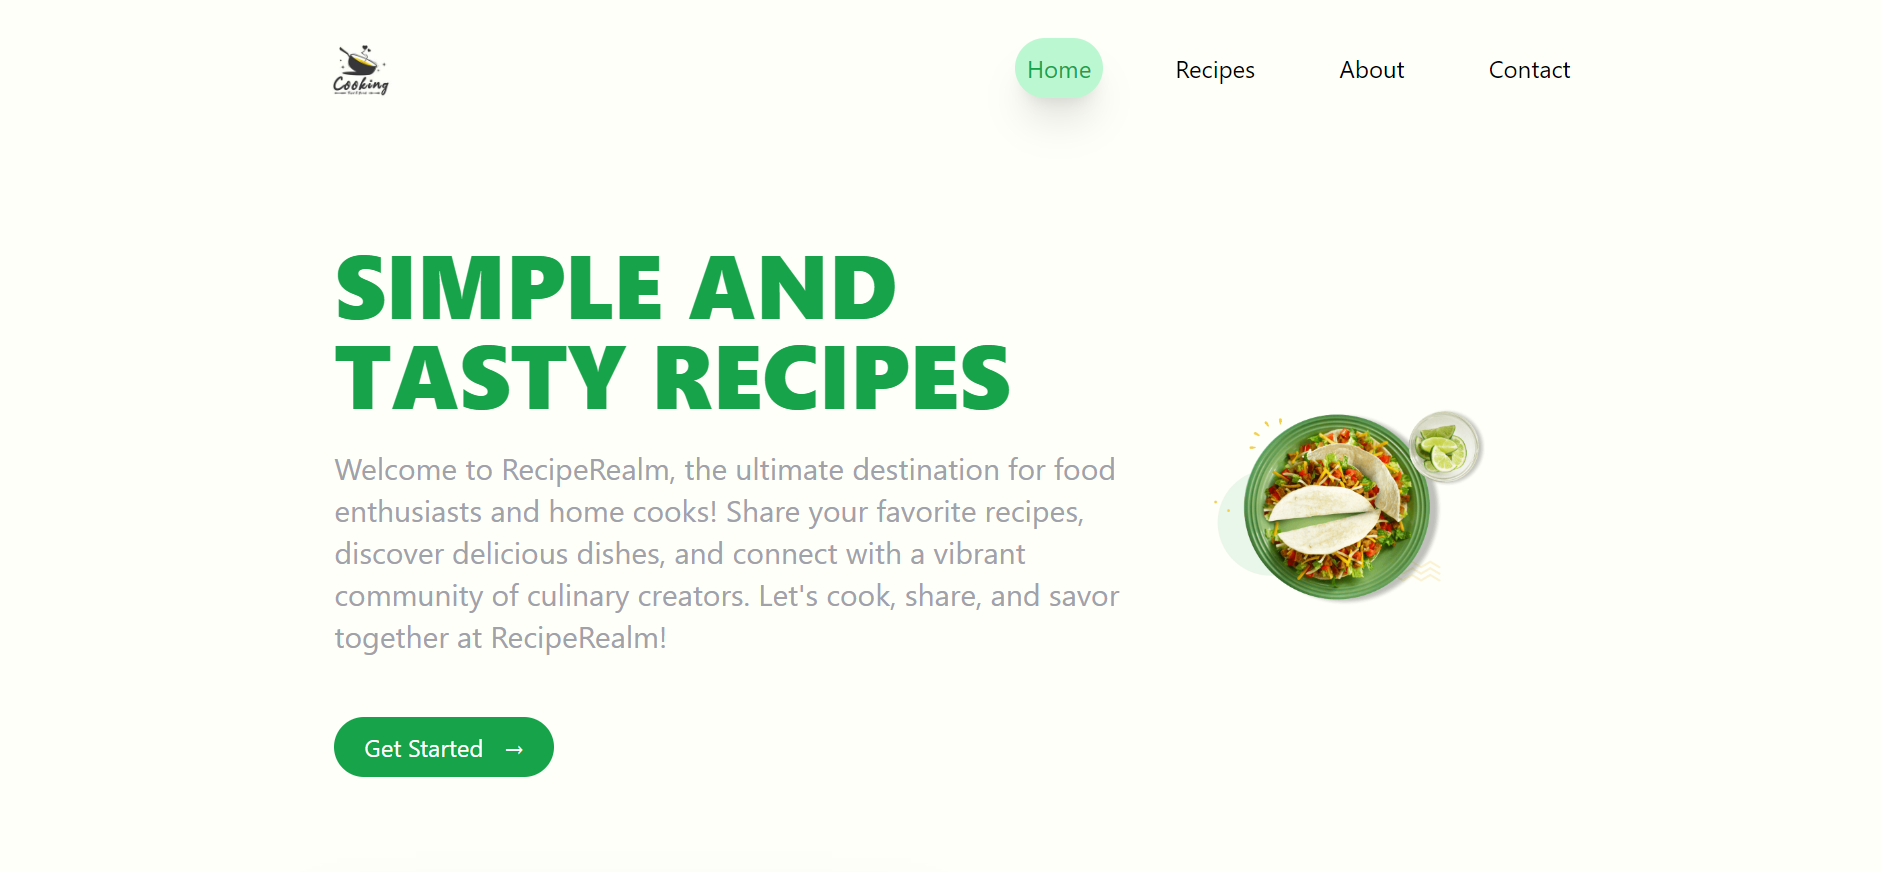 Cooking
Home
Recipes
About
Contact
SIMPLE AND
TASTY RECIPES
Welcome to RecipeRealm, the ultimate destination for food
enthusiasts and home cooks! Share your favorite recipes,
discover delicious dishes, and connect with a vibrant
community of culinary creators. Let's cook, share, and savor
together at RecipeRealm!
Get Started →